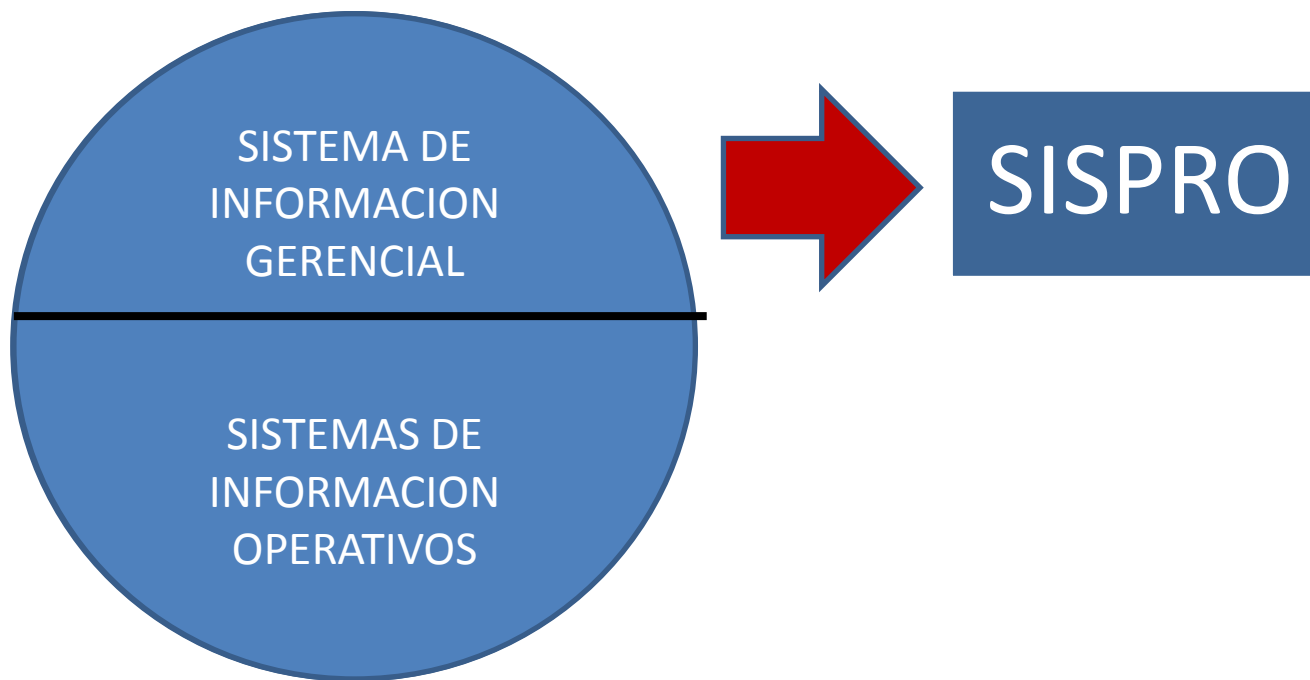 SISTEMA DE
INFORMACION
GERENCIAL
SISPRO
SISTEMAS DE
INFORMACION
OPERATIVOS